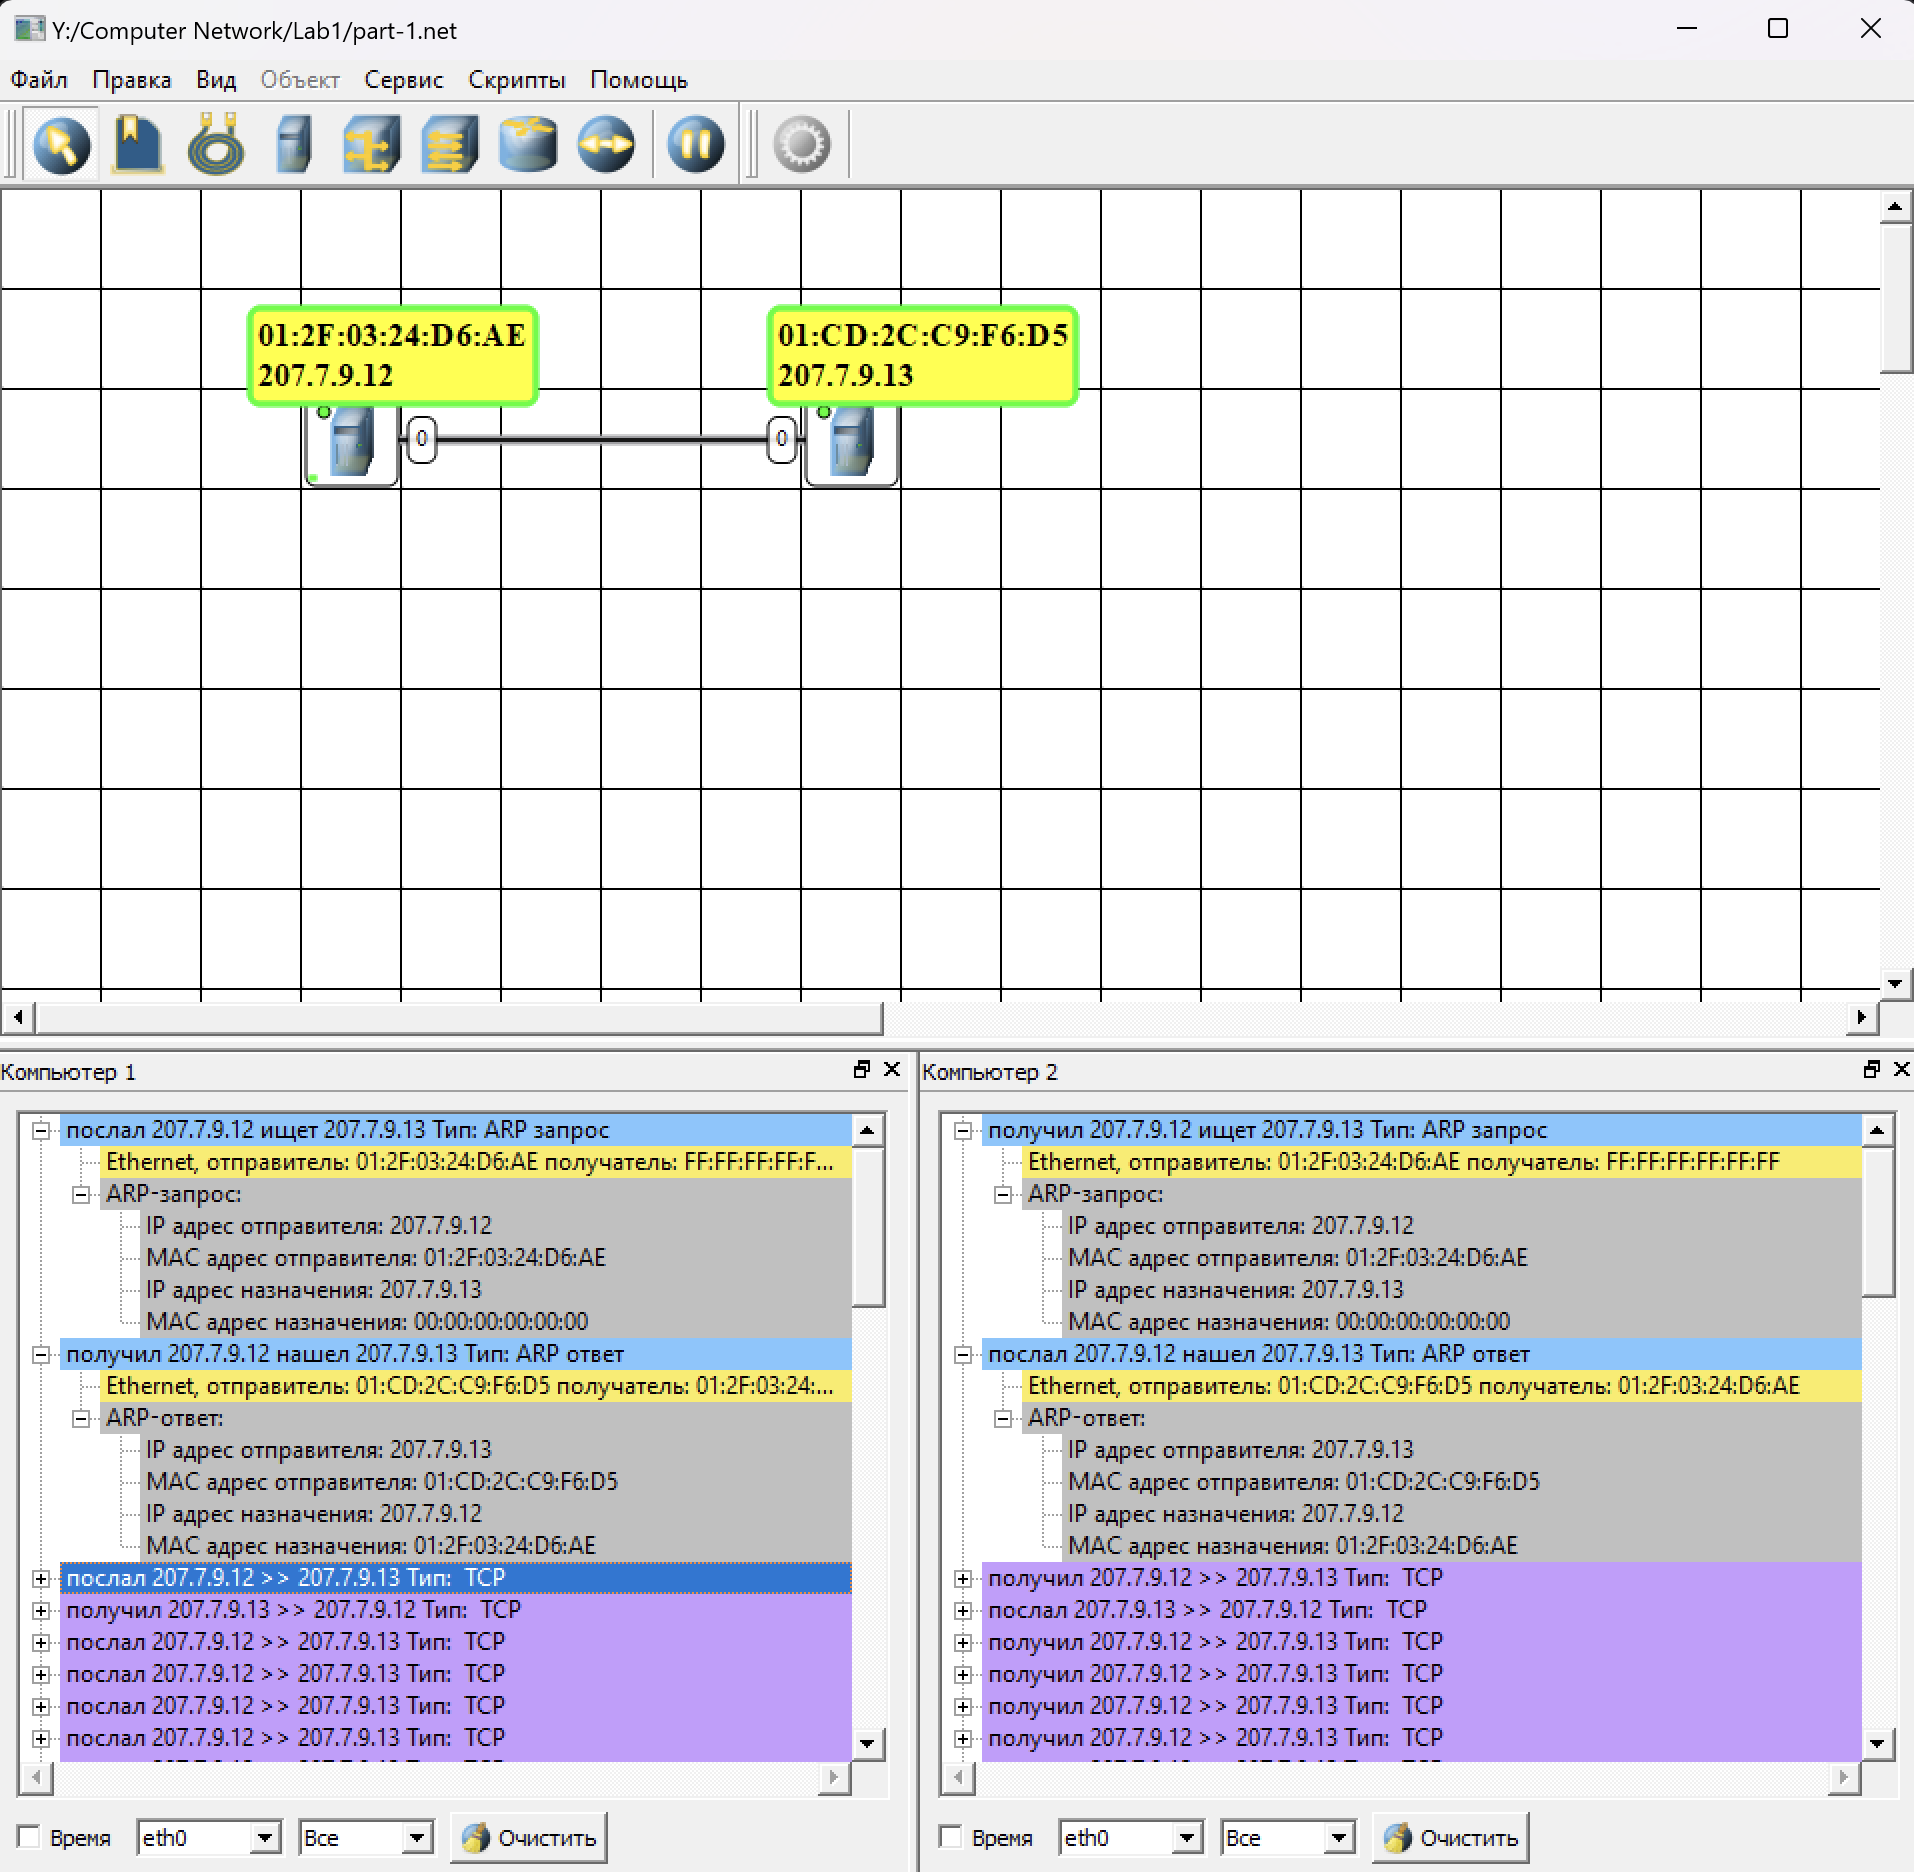 Y:/Computer Network/Lab1/part-1.net
Файл Правка Вид Объект Сервис Скрипты Помощь
01:2F:03:24:D6:AE
207.7.9.12
01:CD:2C:C9:F6:D5
207.7.9.13
0
0
Компьютер 1
послал 207.7.9.12 ищет 207.7.9.13 Тип: ARP запрос
Ethernet, отправитель: 01:2F:03:24:D6:AE получатель: FF:FF:FF:FF:F...
ARP-запрос:
IP адрес отправителя: 207.7.9.12
MAC адрес отправителя: 01:2F:03:24:D6:AE
IP адрес назначения: 207.7.9.13
MAC адрес назначения: 00:00:00:00:00:00
получил 207.7.9.12 нашел 207.7.9.13 Тип: ARP ответ
Ethernet, отправитель: 01:CD:2C:C9:F6:D5 получатель: 01:2F:03:24:...
ARP-ответ:
IP адрес отправителя: 207.7.9.13
MAC адрес отправителя: 01:CD:2C:C9:F6:D5
IP адрес назначения: 207.7.9.12
MAC адрес назначения: 01:2F:03:24:D6:AE
послал 207.7.9.12 >> 207.7.9.13 Тип: TCP
получил 207.7.9.13 >> 207.7.9.12 Тип: TCP
послал 207.7.9.12 >> 207.7.9.13 Тип: TCP
послал 207.7.9.12 >> 207.7.9.13 Тип: TCP
послал 207.7.9.12 >> 207.7.9.13 Тип: TCP
послал 207.7.9.12 >> 207.7.9.13 Тип: TCP
Время eth0 Все Очистить
Компьютер 2
получил 207.7.9.12 ищет 207.7.9.13 Тип: ARP запрос
Ethernet, отправитель: 01:2F:03:24:D6:AE получатель: FF:FF:FF:FF:FF:FF
ARP-запрос:
IP адрес отправителя: 207.7.9.12
MAC адрес отправителя: 01:2F:03:24:D6:AE
IP адрес назначения: 207.7.9.13
MAC адрес назначения: 00:00:00:00:00:00
послал 207.7.9.12 нашел 207.7.9.13 Тип: ARP ответ
Ethernet, отправитель: 01:CD:2C:C9:F6:D5 получатель: 01:2F:03:24:D6:AE
ARP-ответ:
IP адрес отправителя: 207.7.9.13
MAC адрес отправителя: 01:CD:2C:C9:F6:D5
IP адрес назначения: 207.7.9.12
MAC адрес назначения: 01:2F:03:24:D6:AE
получил 207.7.9.12 >> 207.7.9.13 Тип: TCP
послал 207.7.9.13 >> 207.7.9.12 Тип: TCP
получил 207.7.9.12 >> 207.7.9.13 Тип: TCP
получил 207.7.9.12 >> 207.7.9.13 Тип: TCP
получил 207.7.9.12 >> 207.7.9.13 Тип: TCP
получил 207.7.9.12 >> 207.7.9.13 Тип: TCP
Время eth0 Все Очистить